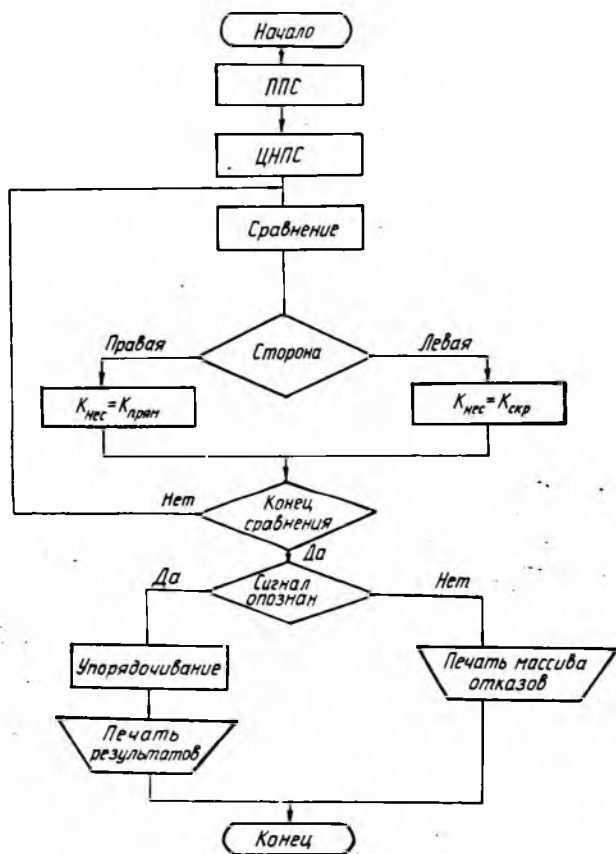 Начало
ППС
ЦНПС
Сравнение
Сторона
Правая
Левая
Kнес = Kпрям
Kнес = Kскр
Конец
сравнения
Нет
Да
Сигнал
опознан
Да
Нет
Упорядочивание
Печать массива
отказов
Печать
результатов
Конец